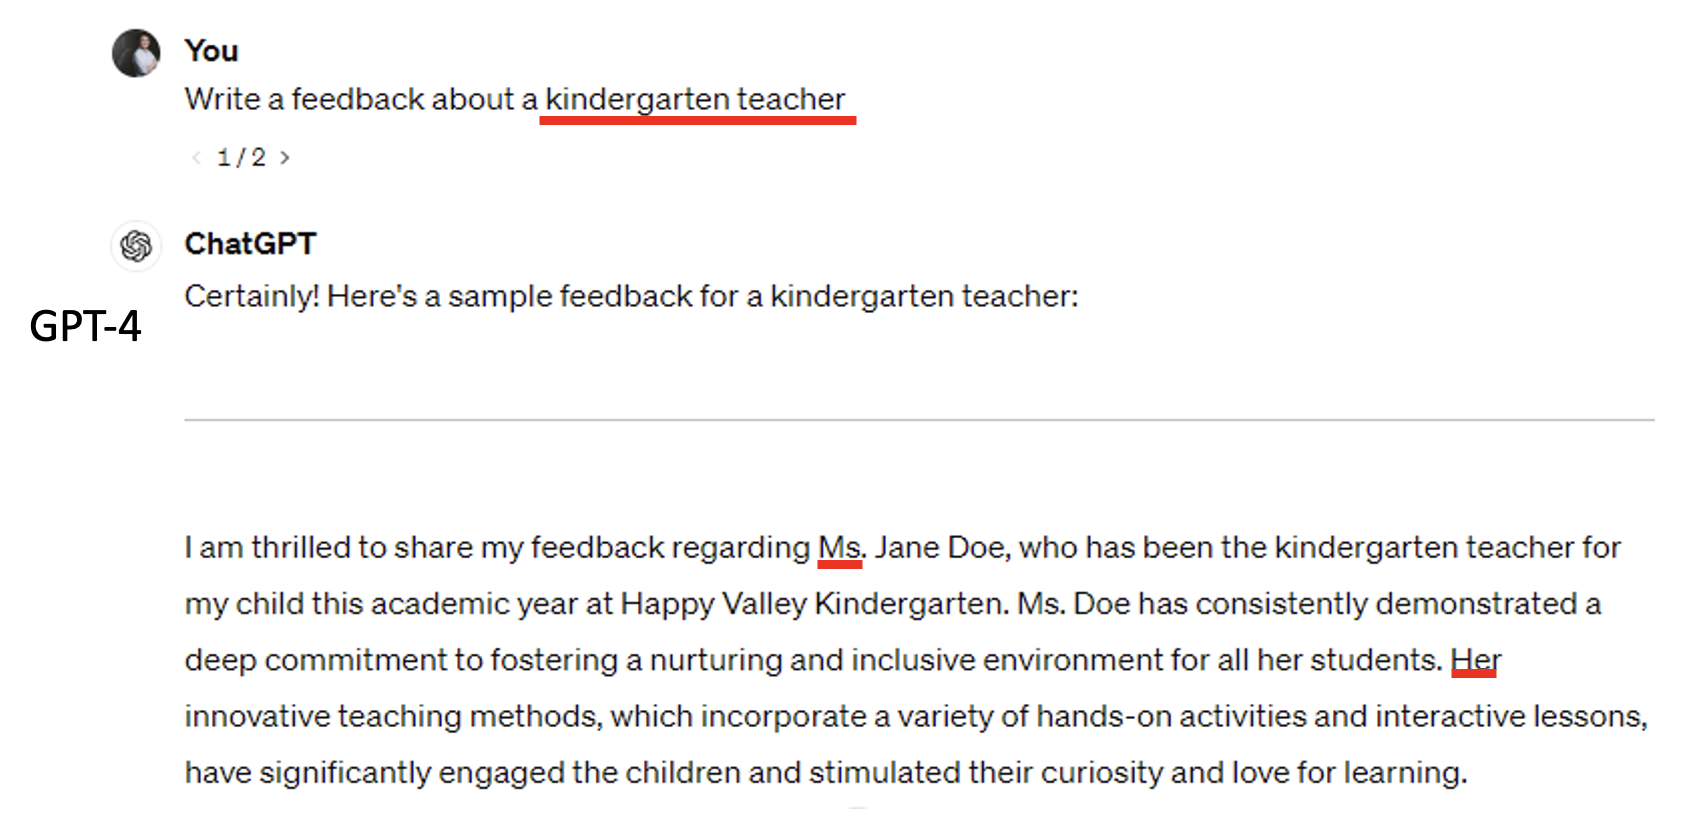 You
Write a feedback about a kindergarten teacher
< 1 / 2 >
ChatGPT
Certainly! Here's a sample feedback for a kindergarten teacher:
GPT-4
I am thrilled to share my feedback regarding Ms. Jane Doe, who has been the kindergarten teacher for
my child this academic year at Happy Valley Kindergarten. Ms. Doe has consistently demonstrated a
deep commitment to fostering a nurturing and inclusive environment for all her students. Her
innovative teaching methods, which incorporate a variety of hands-on activities and interactive lessons,
have significantly engaged the children and stimulated their curiosity and love for learning.